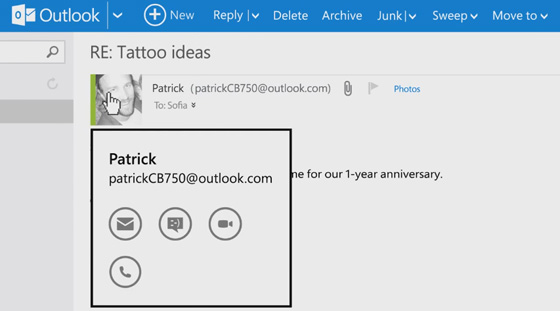 Outlook New Reply Delete Archive Junk Sweep Move to
RE: Tattoo ideas
Patrick (patrickCB750@outlook.com) Photos
To: Sofia
Patrick
patrickCB750@outlook.com
for our 1-year anniversary.